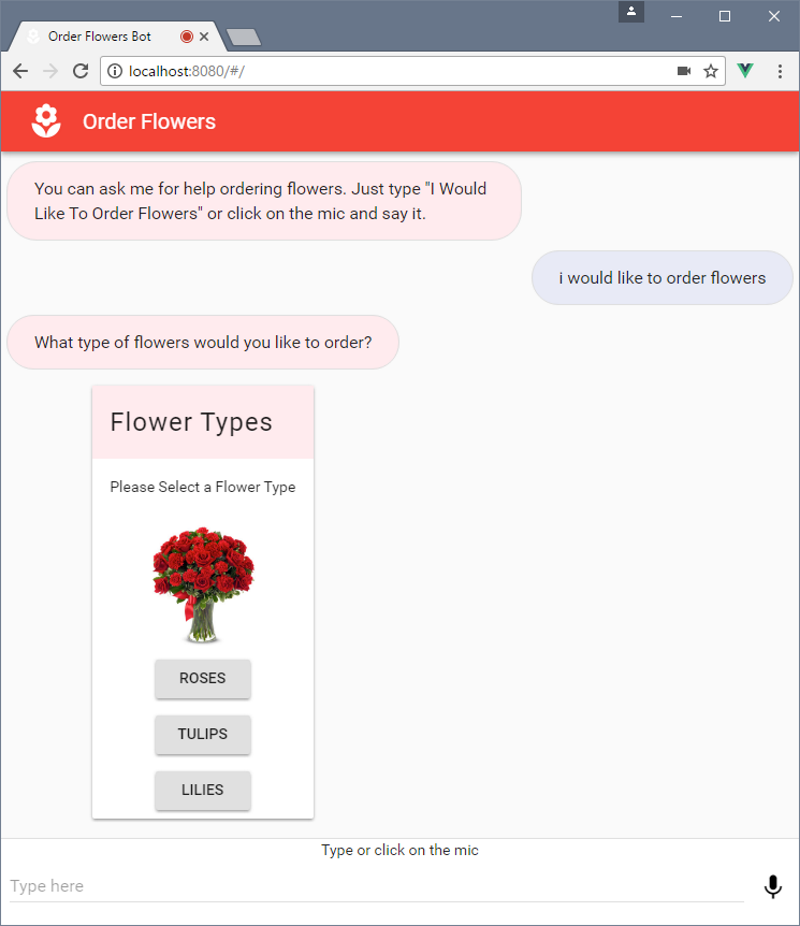 Order Flowers Bot
localhost:8080/#/
Order Flowers
You can ask me for help ordering flowers. Just type "I Would
Like To Order Flowers" or click on the mic and say it.
i would like to order flowers
What type of flowers would you like to order?
Flower Types
Please Select a Flower Type
ROSES
TULIPS
LILIES
Type or click on the mic
Type here